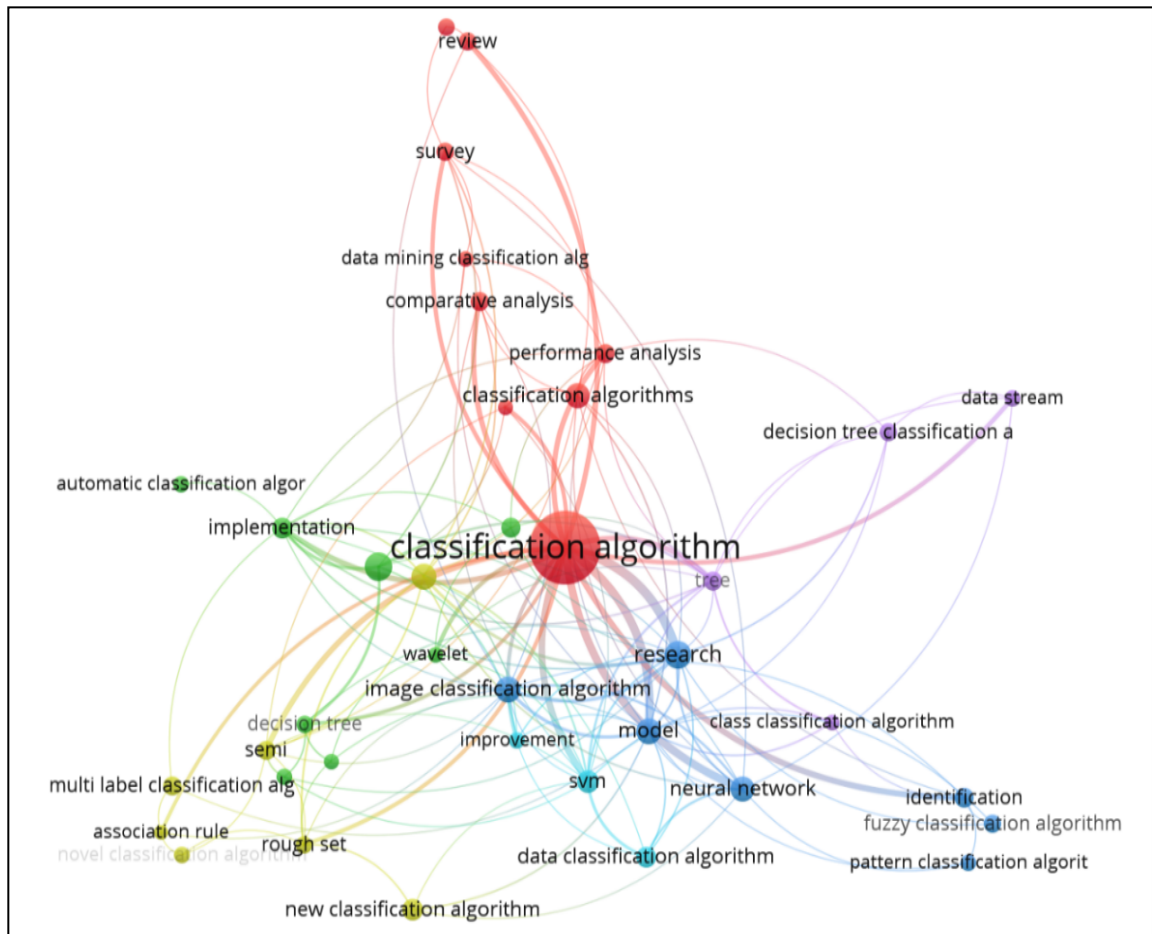 review
survey
data mining classification alg
comparative analysis
performance analysis
classification algorithms
data stream
decision tree classification a
automatic classification algor
implementation
classification algorithm
tree
wavelet
research
image classification algorithm
decision tree
model
class classification algorithm
semi
improvement
svm
multi label classification alg
neural network
identification
association rule
fuzzy classification algorithm
rough set
novel classification algorithm
data classification algorithm
pattern classification algorit
new classification algorithm